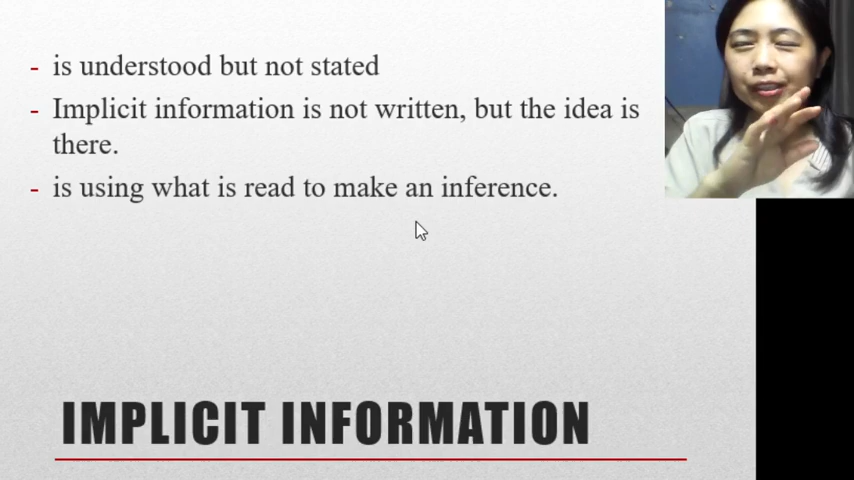 - is understood but not stated
- Implicit information is not written, but the idea is
there.
- is using what is read to make an inference.
IMPLICIT INFORMATION